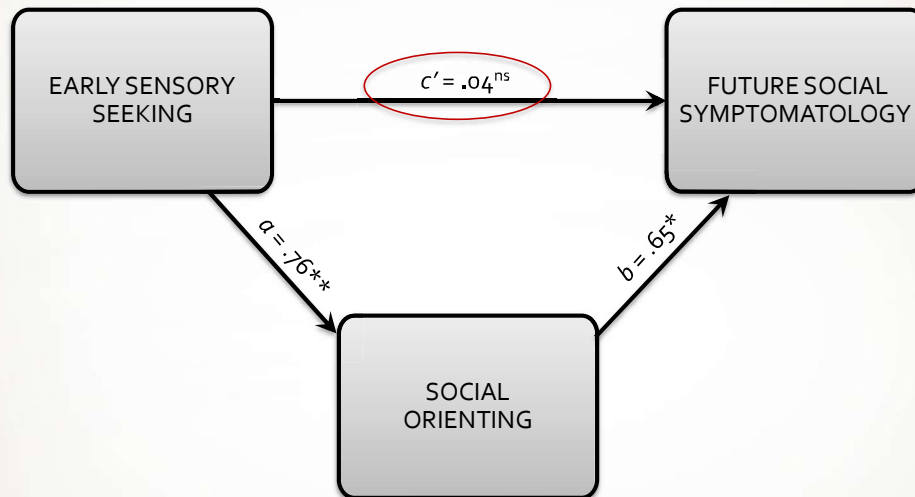 EARLY SENSORY
SEEKING
c′ = .04ns
FUTURE SOCIAL
SYMPTOMATOLOGY
a = .76**
b = .65*
SOCIAL
ORIENTING